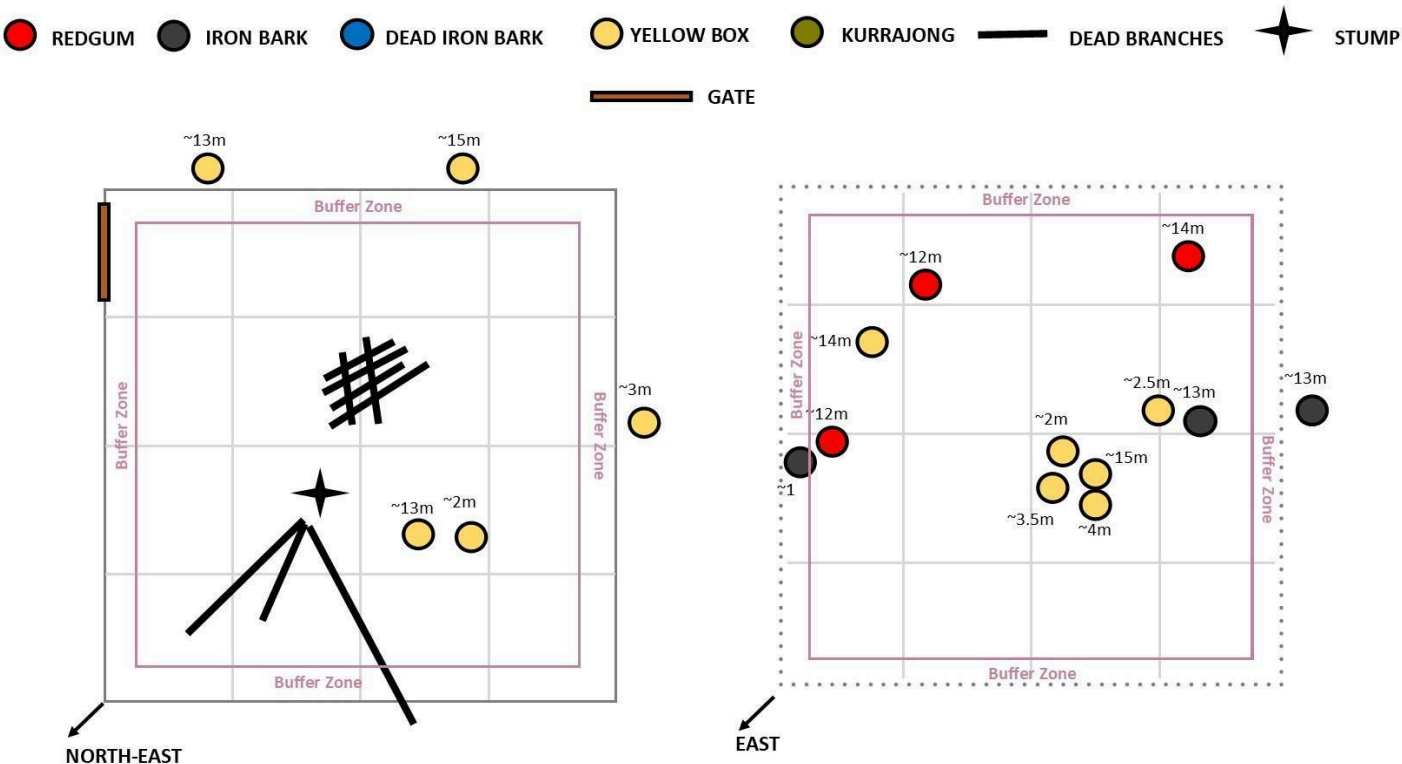 REDGUM IRON BARK DEAD IRON BARK YELLOW BOX KURRAJONG DEAD BRANCHES STUMP
GATE
~13m ~15m
Buffer Zone
Buffer Zone
Buffer Zone
~3m
~13m ~2m
Buffer Zone
NORTH-EAST
Buffer Zone
~14m
~12m
~14m
Buffer Zone
~13m
~2.5m ~13m
~12m ~2m
~15m
~1
~3.5m
~4m
Buffer Zone
Buffer Zone
EAST